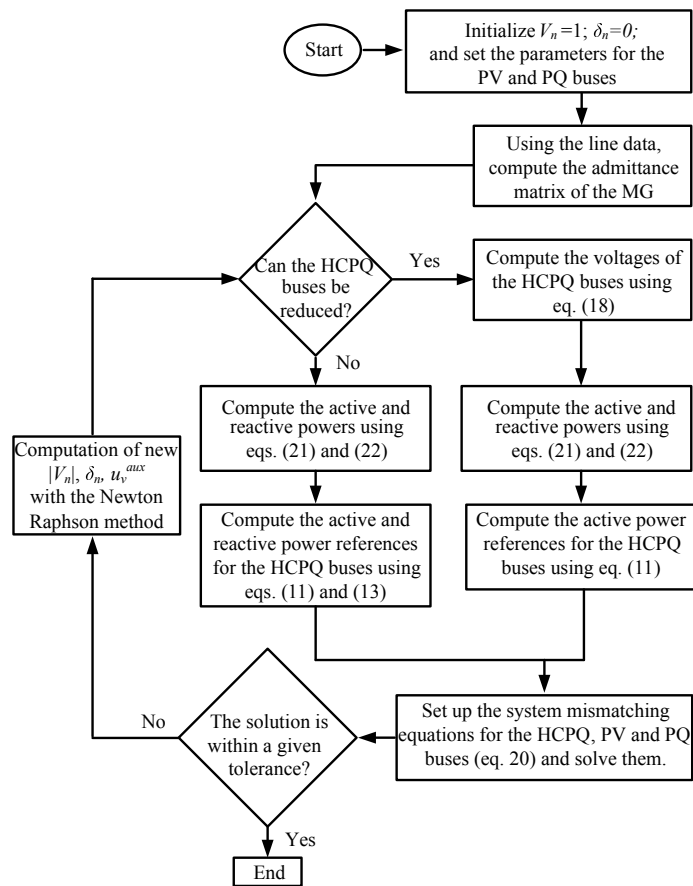 Start
Initialize Vn =1; δn=0;
and set the parameters for the
PV and PQ buses
Using the line data,
compute the admittance
matrix of the MG
Can the HCPQ
buses be
reduced?
Yes
Compute the voltages of
the HCPQ buses using
eq. (18)
No
Compute the active and
reactive powers using
eqs. (21) and (22)
Compute the active and
reactive powers using
eqs. (21) and (22)
Computation of new
|Vn|, δn, uv^aux
with the Newton
Raphson method
Compute the active and
reactive power references
for the HCPQ buses using
eqs. (11) and (13)
Compute the active power
references for the HCPQ
buses using eq. (11)
No
The solution is
within a given
tolerance?
Set up the system mismatching
equations for the HCPQ, PV and PQ
buses (eq. 20) and solve them.
Yes
End